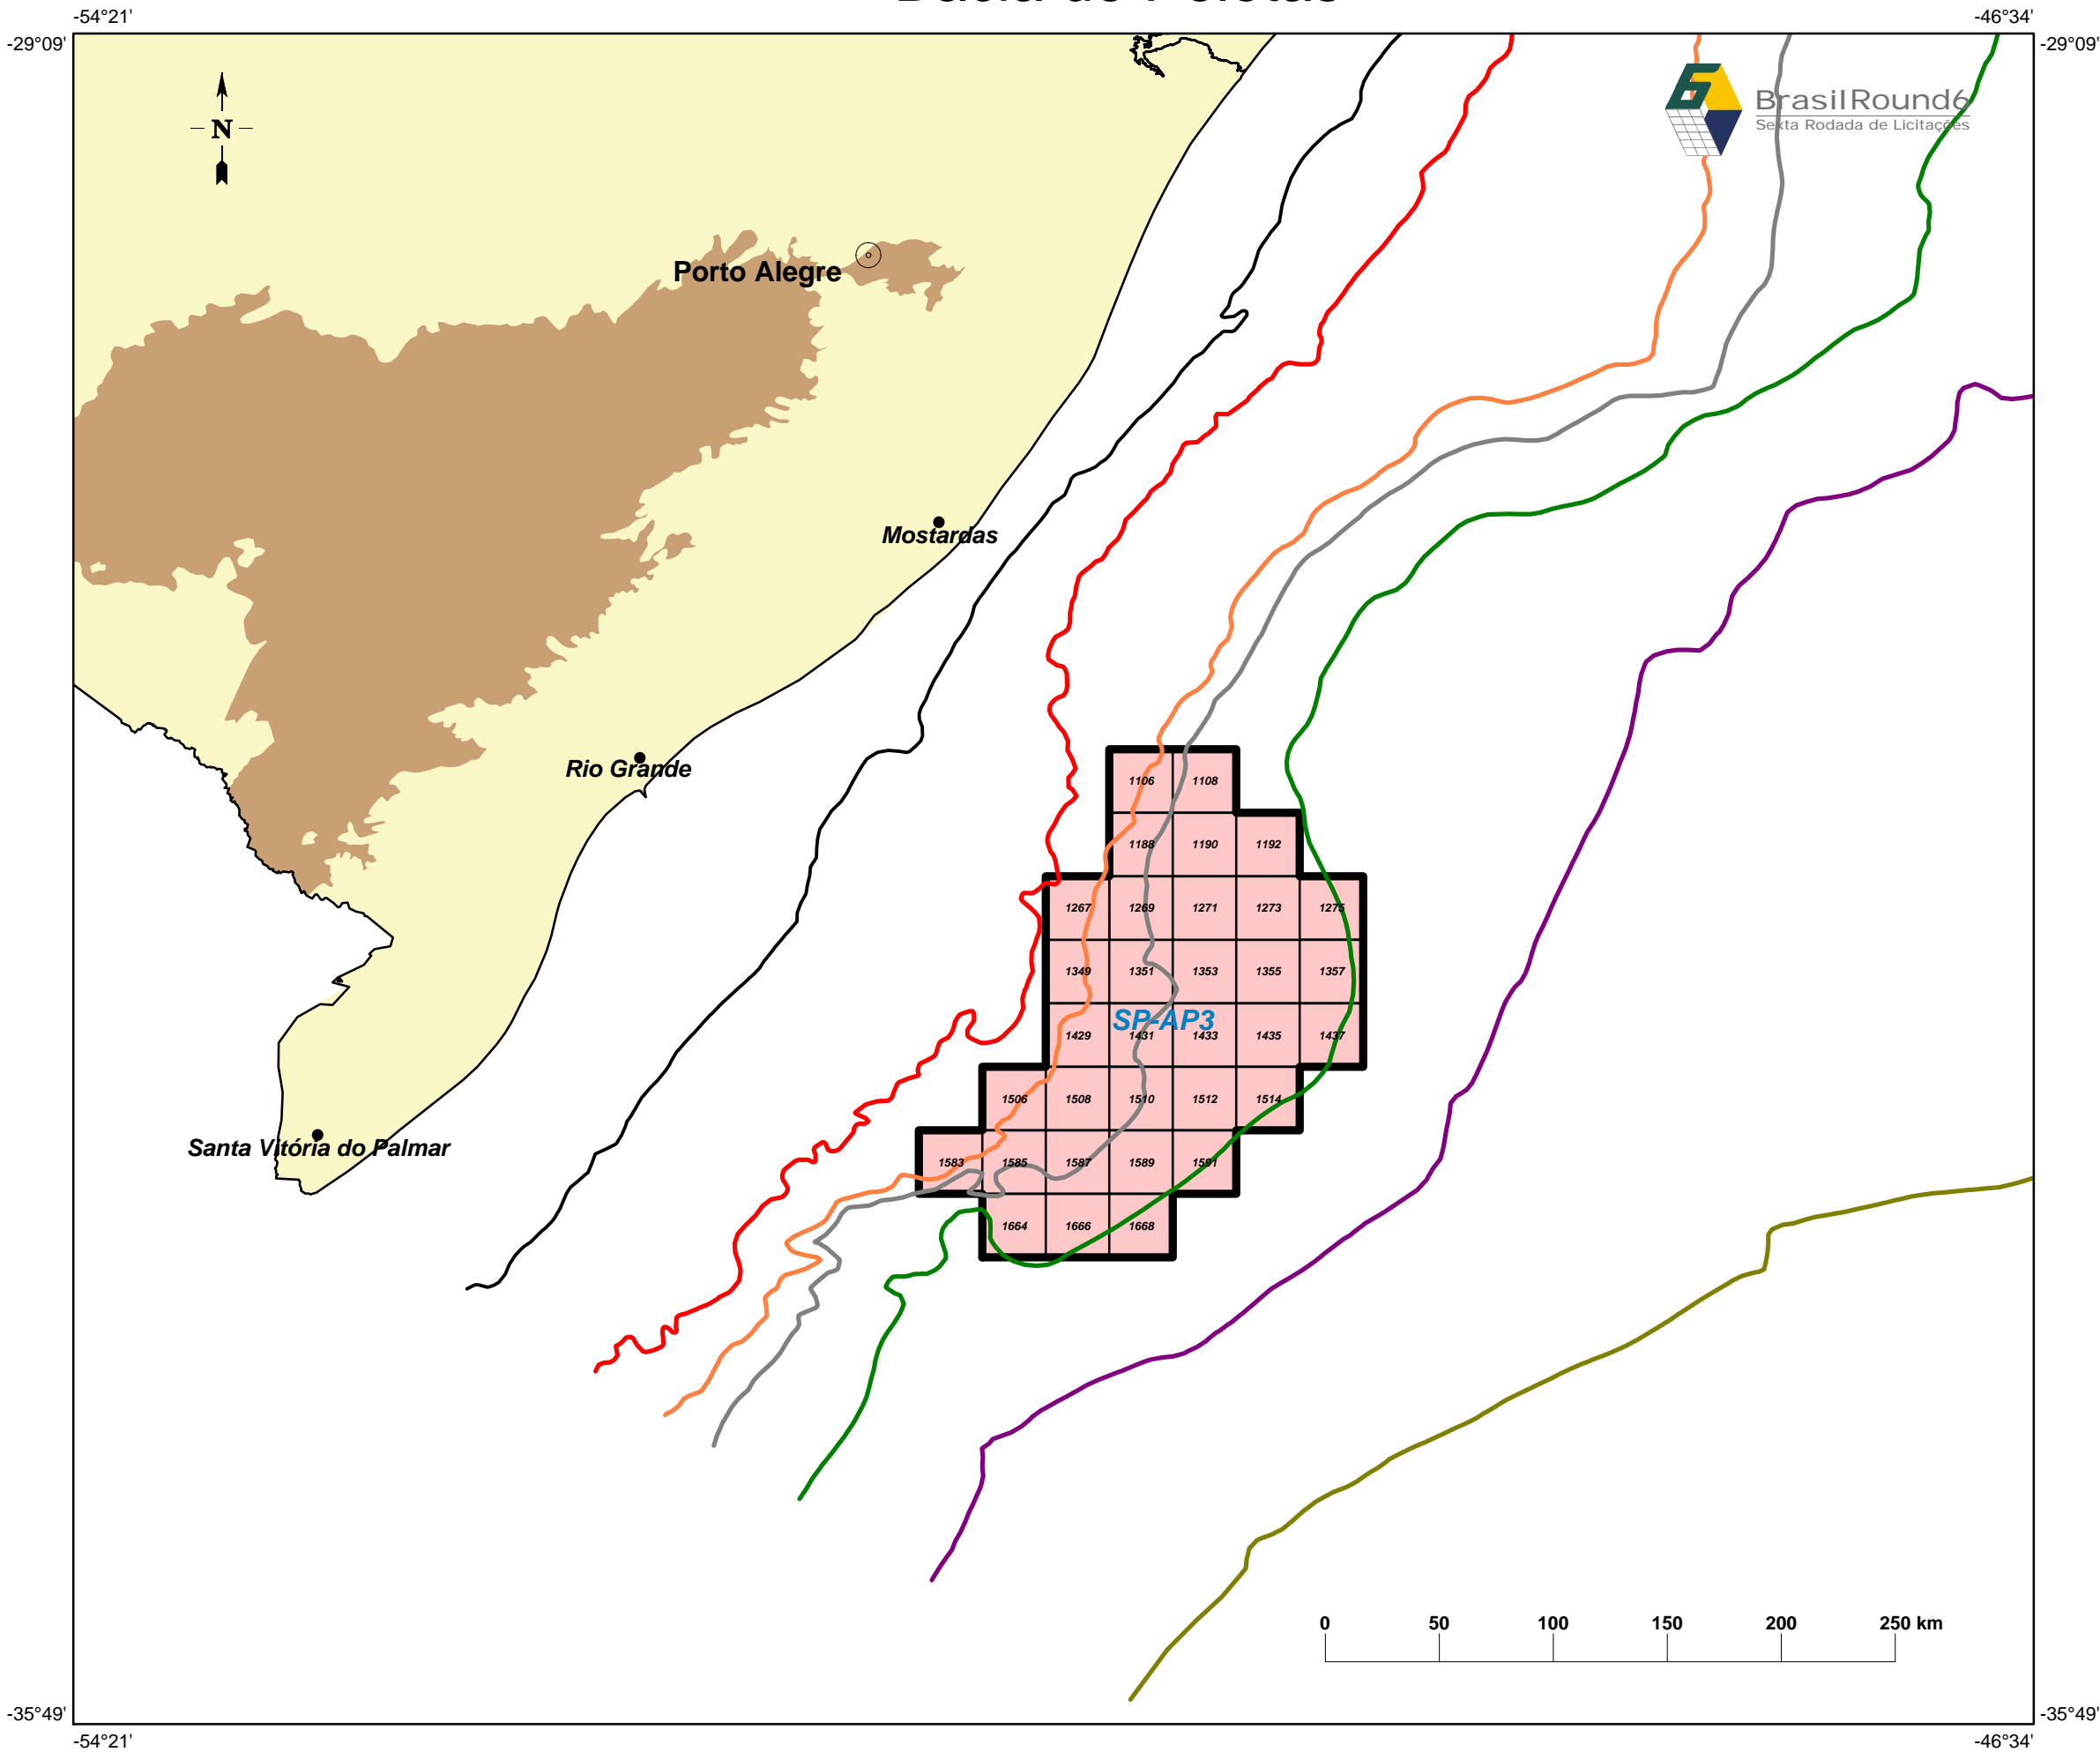 -54°21'
-46°34'
-29°09'
-29°09'
N
BrasilRound6
Sexta Rodada de Licitações
Porto Alegre
Mostardas
Rio Grande
Santa Vitória do Palmar
1106 1108
1188 1190 1192
1267 1269 1271 1273 1275
1349 1351 1353 1355 1357
SP-AP3
1429 1431 1433 1435 1437
1506 1508 1510 1512 1514
1583 1585 1587 1589 1591
1664 1666 1668
0 50 100 150 200 250 km
-35°49'
-35°49'
-54°21'
-46°34'